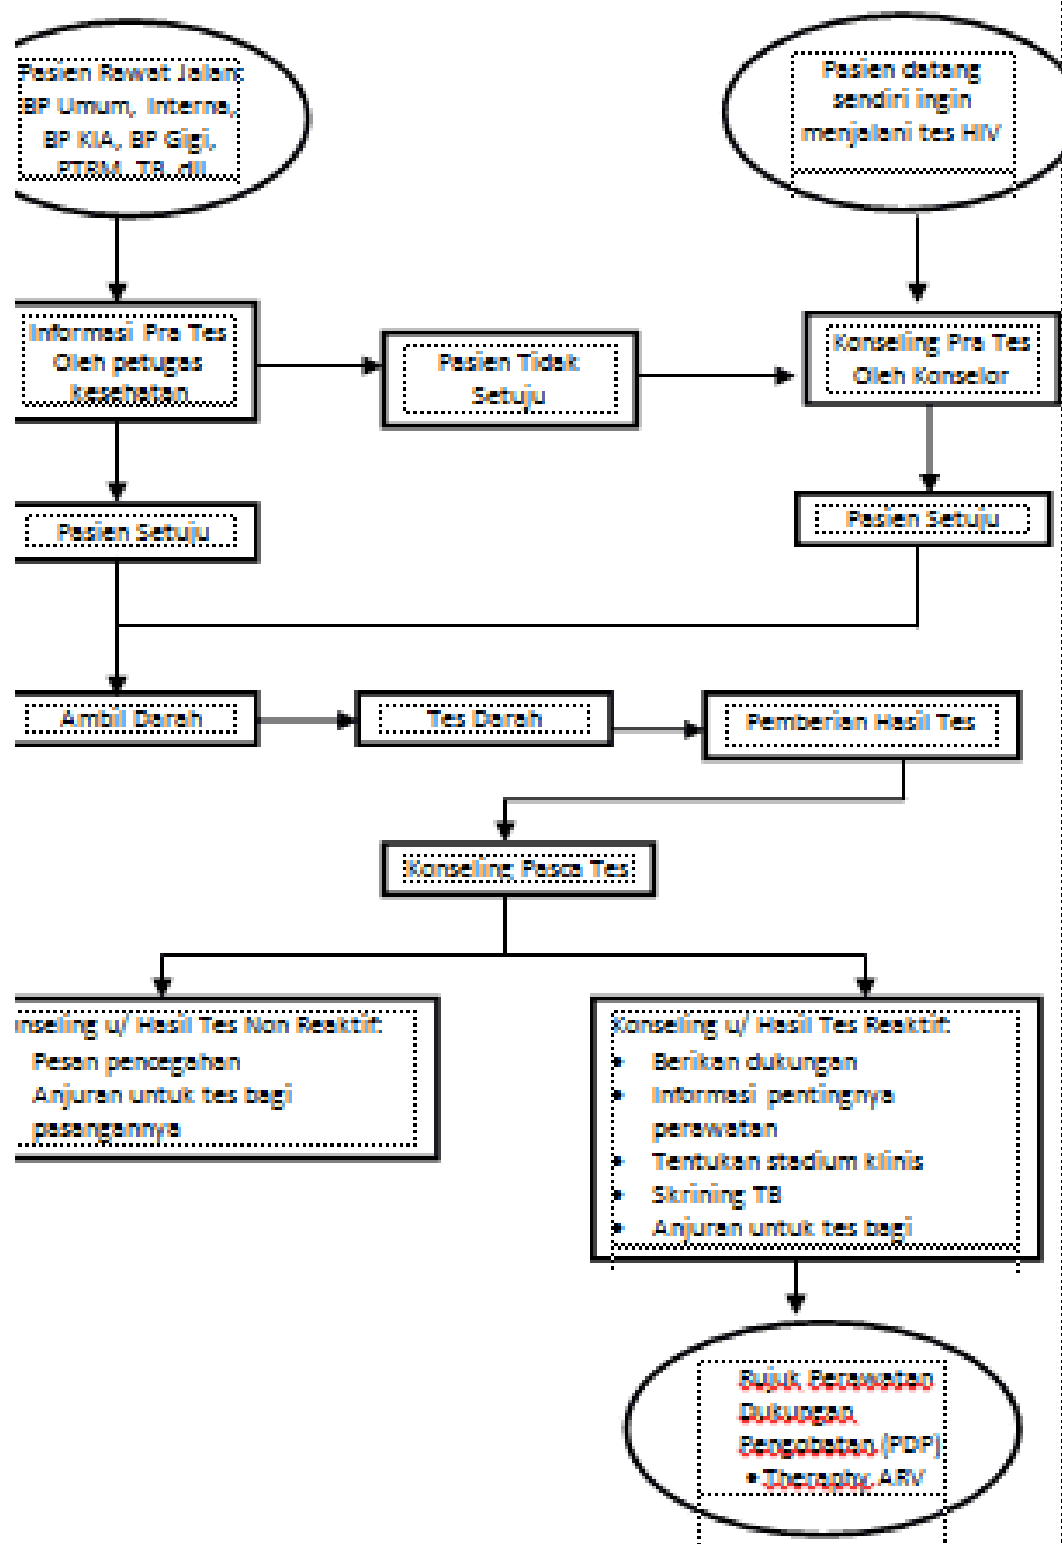 Pasien Rawat Jalan:
BP Umum, Interna,
BP KIA, BP Gigi,
PTRM, TB, dll
Pasien datang
sendiri ingin
menjalani tes HIV
Informasi Pra Tes
Oleh petugas
kesehatan
Pasien Tidak
Setuju
Konseling Pra Tes
Oleh Konselor
Pasien Setuju
Pasien Setuju
Ambil Darah
Tes Darah
Pemberian Hasil Tes
Konseling Pasca Tes
nseling u/ Hasil Tes Non Reaktif:
Pesan pencegahan
Anjuran untuk tes bagi
pasangannya
Konseling u/ Hasil Tes Reaktif:
• Berikan dukungan
• Informasi pentingnya
perawatan
• Tentukan stadium klinis
• Skrining TB
• Anjuran untuk tes bagi
Rujuk Perawatan
Dukungan
Pengobatan (PDP)
• Theraphy ARV